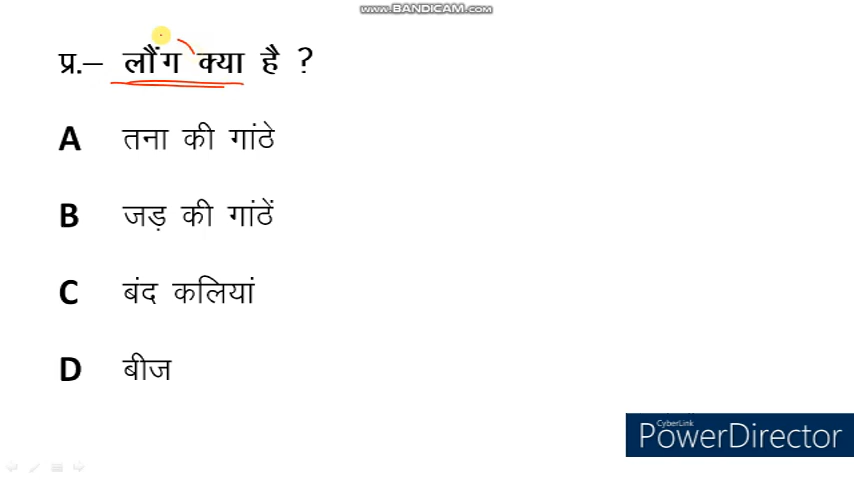 www.BANDICAM.com
प्र.– लौंग क्या है ?
A तना की गांठे
B जड़ की गांठें
C बंद कलियां
D बीज
CyberLink
PowerDirector